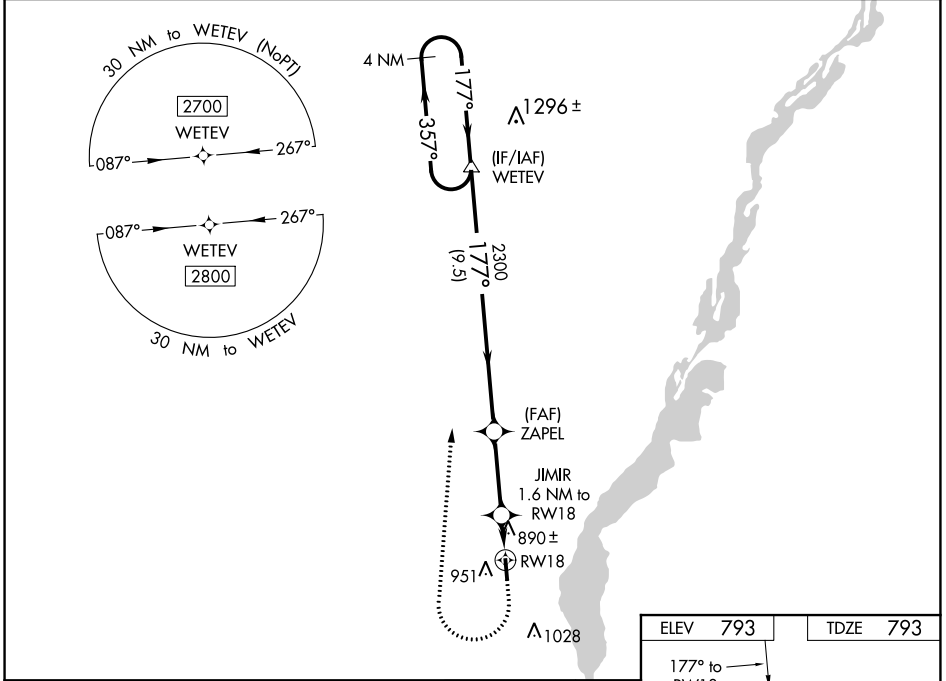 30 NM to WETEV (NoPT)
2700
WETEV
087°
267°
087°
267°
WETEV
2800
30 NM to WETEV
4 NM
177°
357°
1296 ±
(IF/IAF)
WETEV
2300
177°
(9.5)
(FAF)
ZAPEL
JIMIR
1.6 NM to
RW18
890 ±
RW18
951
1028
ELEV 793
TDZE 793
177° to
RW18